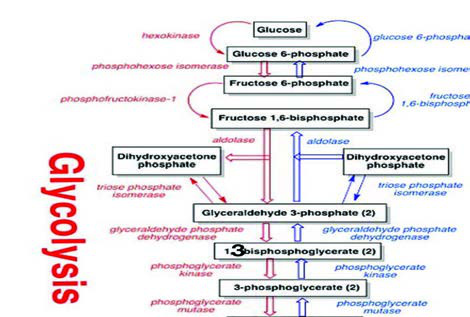 Glucose
hexokinase
glucose 6-phospha
Glucose 6-phosphate
phosphohexose isomerase
phosphohexose isome
Fructose 6-phosphate
phosphofructokinase-1
fructose
1,6-bisphosph
Fructose 1,6-bisphosphate
aldolase
aldolase
Dihydroxyacetone
phosphate
Dihydroxyacetone
phosphate
triose phosphate
isomerase
triose phosphate
isomerase
Glyceraldehyde 3-phosphate (2)
glyceraldehyde phosphate
dehydrogenase
glyceraldehyde phosphate
dehydrogenase
1,3 bisphosphoglycerate (2)
phosphoglycerate
kinase
phosphoglycerate
kinase
3-phosphoglycerate (2)
phosphoglycerate
mutase
phosphoglycerate
mutase
Glycolysis